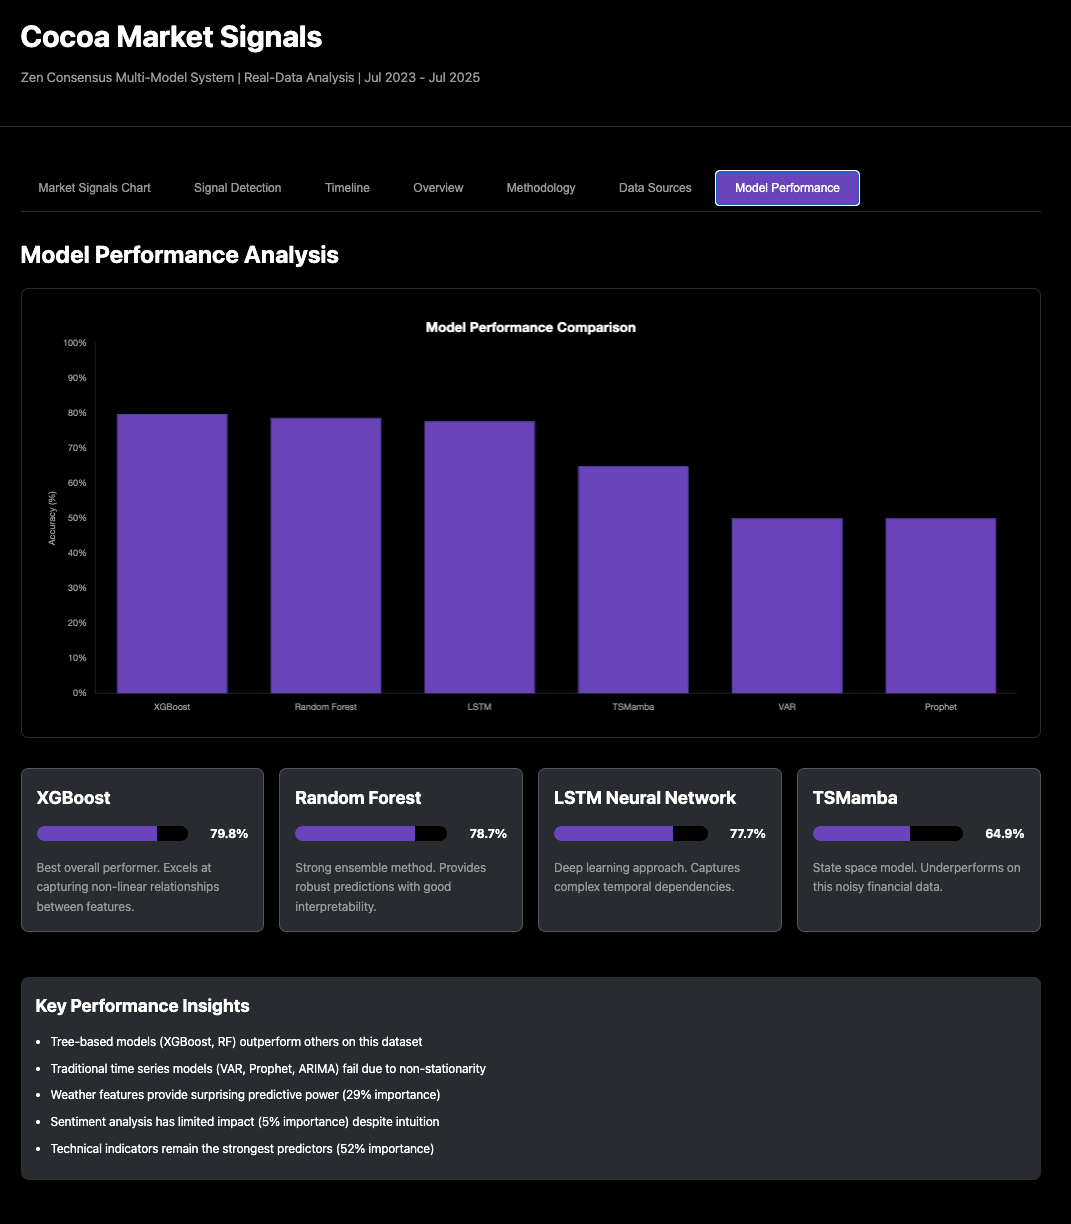 Cocoa Market Signals
Zen Consensus Multi-Model System | Real-Data Analysis | Jul 2023 - Jul 2025
Market Signals Chart
Signal Detection
Timeline
Overview
Methodology
Data Sources
Model Performance
Model Performance Analysis
Model Performance Comparison
100%
90%
80%
70%
60%
50%
40%
30%
20%
10%
0%
Accuracy (%)
XGBoost
Random Forest
LSTM
TSMamba
VAR
Prophet
XGBoost
79.8%
Best overall performer. Excels at
capturing non-linear relationships
between features.
Random Forest
78.7%
Strong ensemble method. Provides
robust predictions with good
interpretability.
LSTM Neural Network
77.7%
Deep learning approach. Captures
complex temporal dependencies.
TSMamba
64.9%
State space model. Underperforms on
this noisy financial data.
Key Performance Insights
• Tree-based models (XGBoost, RF) outperform others on this dataset
• Traditional time series models (VAR, Prophet, ARIMA) fail due to non-stationarity
• Weather features provide surprising predictive power (29% importance)
• Sentiment analysis has limited impact (5% importance) despite intuition
• Technical indicators remain the strongest predictors (52% importance)